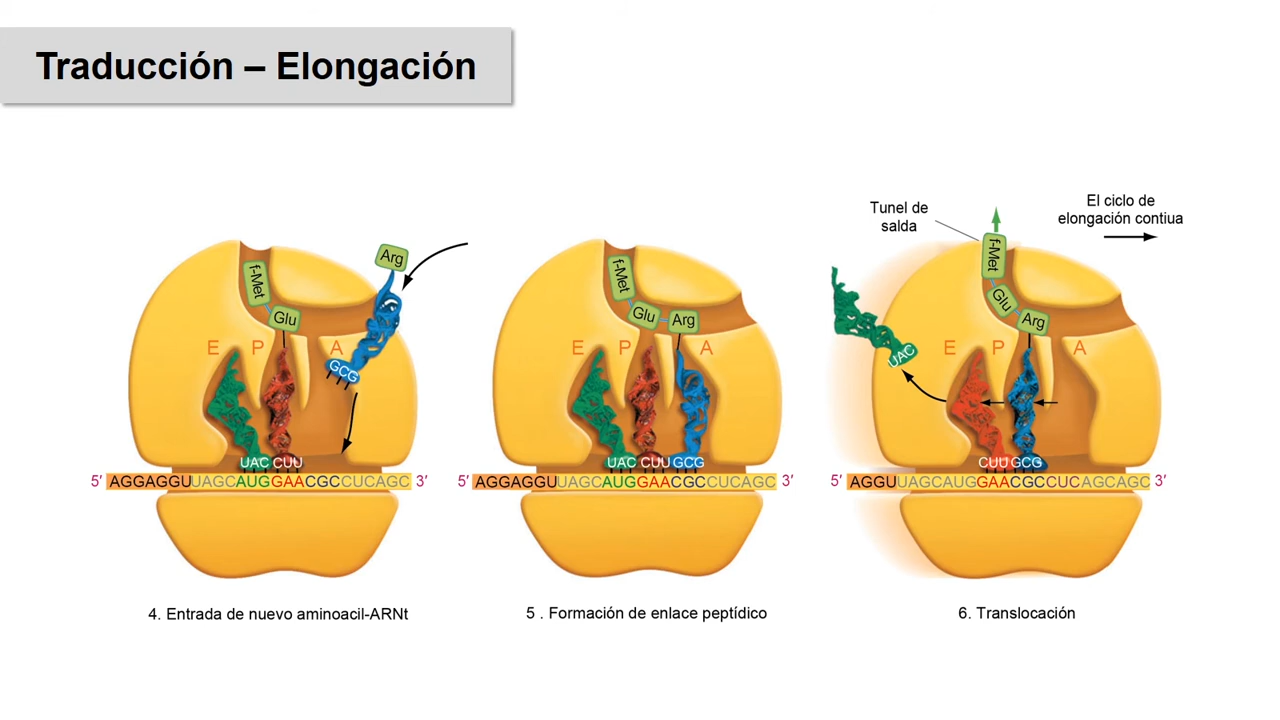 Traducción – Elongación
Tunel de
salda
El ciclo de
elongación contiua
Arg
f-Met
Glu
E P A
GCG
UAC CUU
5′ AGGAGGUUAGCAUGGAACGCCUCAGC 3′
4. Entrada de nuevo aminoacil-ARNt
f-Met
Glu
Arg
E P A
UAC CUU GCG
5′ AGGAGGUUAGCAUGGAACGCCUCAGC 3′
5 . Formación de enlace peptídico
f-Met
Glu
Arg
E P A
UAC
CUU GCG
5′ AGGUUAGCAUGGAACGCCUCAGCAGC 3′
6. Translocación